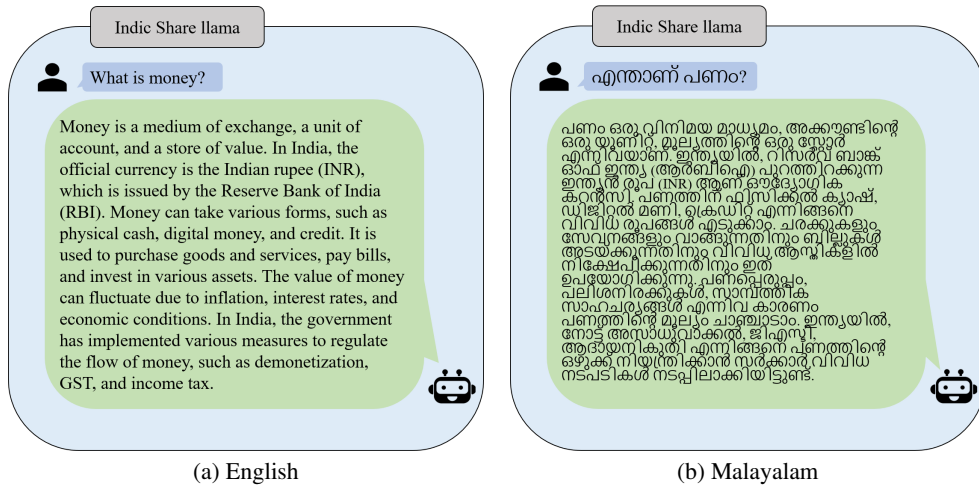 Indic Share llama
What is money?
Money is a medium of exchange, a unit of
account, and a store of value. In India, the
official currency is the Indian rupee (INR),
which is issued by the Reserve Bank of India
(RBI). Money can take various forms, such as
physical cash, digital money, and credit. It is
used to purchase goods and services, pay bills,
and invest in various assets. The value of money
can fluctuate due to inflation, interest rates, and
economic conditions. In India, the government
has implemented various measures to regulate
the flow of money, such as demonetization,
GST, and income tax.
(a) English
Indic Share llama
എന്താണ് പണം?
പണം ഒരു വിനിമയ മാധ്യമം, അക്കൗണ്ടിന്റെ
ഒരു യൂണിറ്റ്, മൂല്യത്തിന്റെ ഒരു സ്റ്റോർ
എന്നിവയാണ്. ഇന്ത്യയിൽ, റിസർവ് ബാങ്ക്
ഓഫ് ഇന്ത്യ (ആർബിഐ) പുറത്തിറക്കുന്ന
ഇന്ത്യൻ രൂപ (INR) ആണ് ഔദ്യോഗിക
കറൻസി. പണത്തിന് ഫിസിക്കൽ ക്യാഷ്,
ഡിജിറ്റൽ മണി, ക്രെഡിറ്റ് എന്നിങ്ങനെ
വിവിധ രൂപങ്ങൾ എടുക്കാം. ചരക്കുകളും
സേവനങ്ങളും വാങ്ങുന്നതിനും ബില്ലുകൾ
അടയ്ക്കുന്നതിനും വിവിധ ആസ്തികളിൽ
നിക്ഷേപിക്കുന്നതിനും ഇത്
ഉപയോഗിക്കുന്നു. പണപ്പെരുപ്പം,
പലിശനിരക്കുകൾ, സാമ്പത്തിക
സാഹചര്യങ്ങൾ എന്നിവ കാരണം
പണത്തിന്റെ മൂല്യം ചാഞ്ചാടാം. ഇന്ത്യയിൽ,
നോട്ട് അസാധുവാക്കൽ, ജിഎസ്ടി,
ആദായനികുതി എന്നിങ്ങനെ പണത്തിന്റെ
ഒഴുക്ക് നിയന്ത്രിക്കാൻ സർക്കാർ വിവിധ
നടപടികൾ നടപ്പിലാക്കിയിട്ടുണ്ട്.
(b) Malayalam